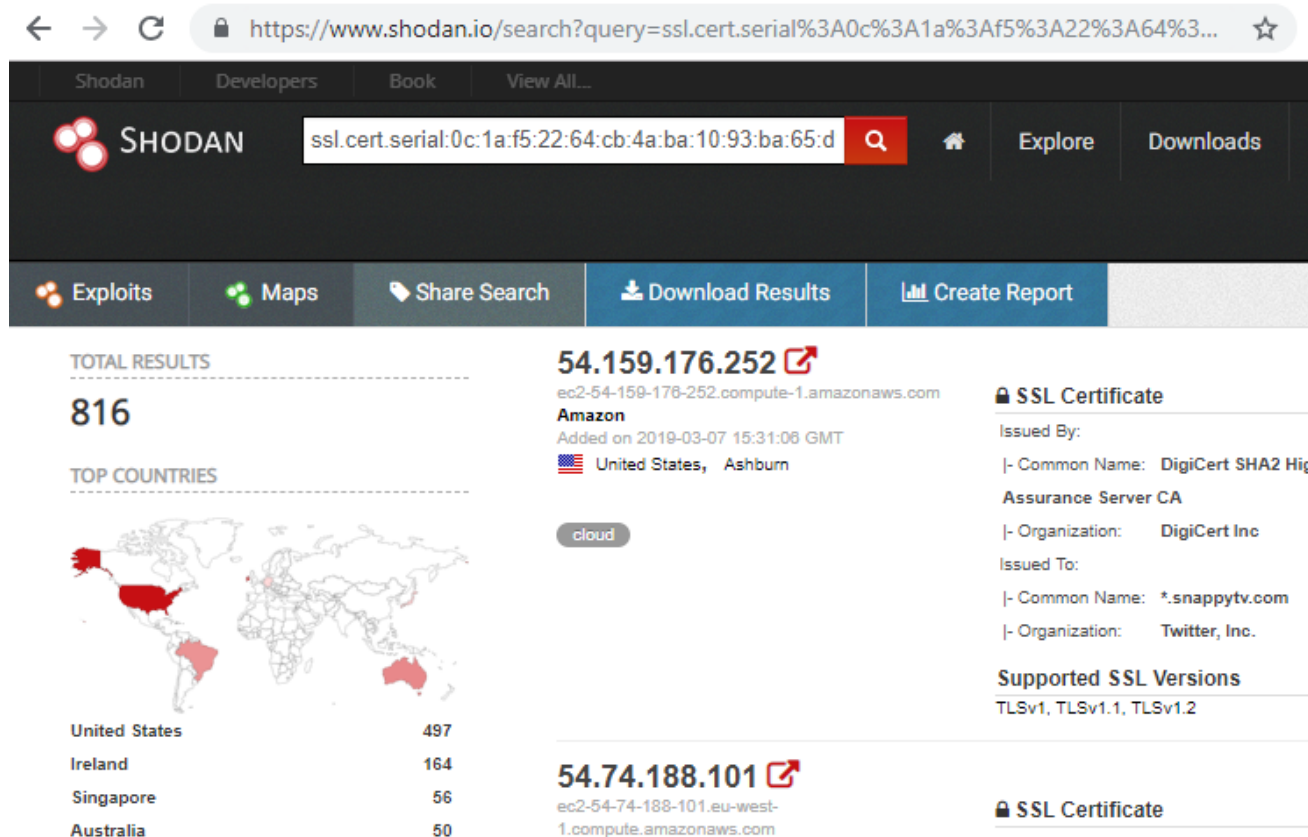 https://www.shodan.io/search?query=ssl.cert.serial%3A0c%3A1a%3Af5%3A22%3A64%3...
Shodan Developers Book View All...
SHODAN
ssl.cert.serial:0c:1a:f5:22:64:cb:4a:ba:10:93:ba:65:d
Explore Downloads
Exploits Maps Share Search Download Results Create Report
TOTAL RESULTS
816
TOP COUNTRIES
United States 497
Ireland 164
Singapore 56
Australia 50
54.159.176.252
ec2-54-159-176-252.compute-1.amazonaws.com
Amazon
Added on 2019-03-07 15:31:06 GMT
United States, Ashburn
cloud
SSL Certificate
Issued By:
|- Common Name: DigiCert SHA2 Hig
Assurance Server CA
|- Organization: DigiCert Inc
Issued To:
|- Common Name: *.snappytv.com
|- Organization: Twitter, Inc.
Supported SSL Versions
TLSv1, TLSv1.1, TLSv1.2
54.74.188.101
ec2-54-74-188-101.eu-west-
1.compute.amazonaws.com
SSL Certificate